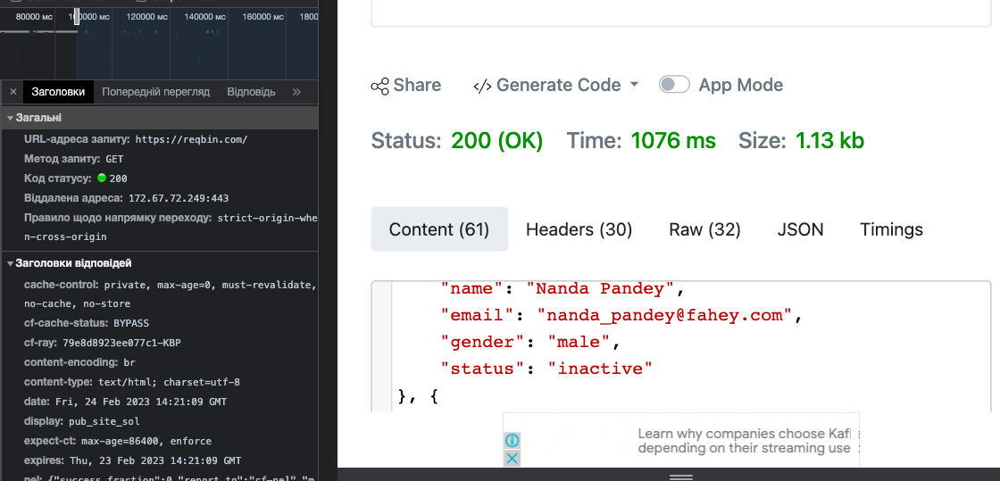 80000 мс
120000 мс
140000 мс
160000 мс
1800
× Заголовки Попередній перегляд Відповідь »
Загальні
URL-адреса запиту: https://reqbin.com/
Метод запиту: GET
Код статусу: 200
Віддалена адреса: 172.67.72.249:443
Правило щодо напрямку переходу: strict-origin-whe
n-cross-origin
Заголовки відповідей
cache-control: private, max-age=0, must-revalidate,
no-cache, no-store
cf-cache-status: BYPASS
cf-ray: 79e8d8923ee077c1-KBP
content-encoding: br
content-type: text/html; charset=utf-8
date: Fri, 24 Feb 2023 14:21:09 GMT
display: pub_site_sol
expect-ct: max-age=86400, enforce
expires: Thu, 23 Feb 2023 14:21:09 GMT
nel: {"success_fraction":0,"report_to":"cf-nel","m
Share </> Generate Code App Mode
Status: 200 (OK) Time: 1076 ms Size: 1.13 kb
Content (61) Headers (30) Raw (32) JSON Timings
"name": "Nanda Pandey",
"email": "nanda_pandey@fahey.com",
"gender": "male",
"status": "inactive"
}, {
Learn why companies choose Kafl
depending on their streaming use